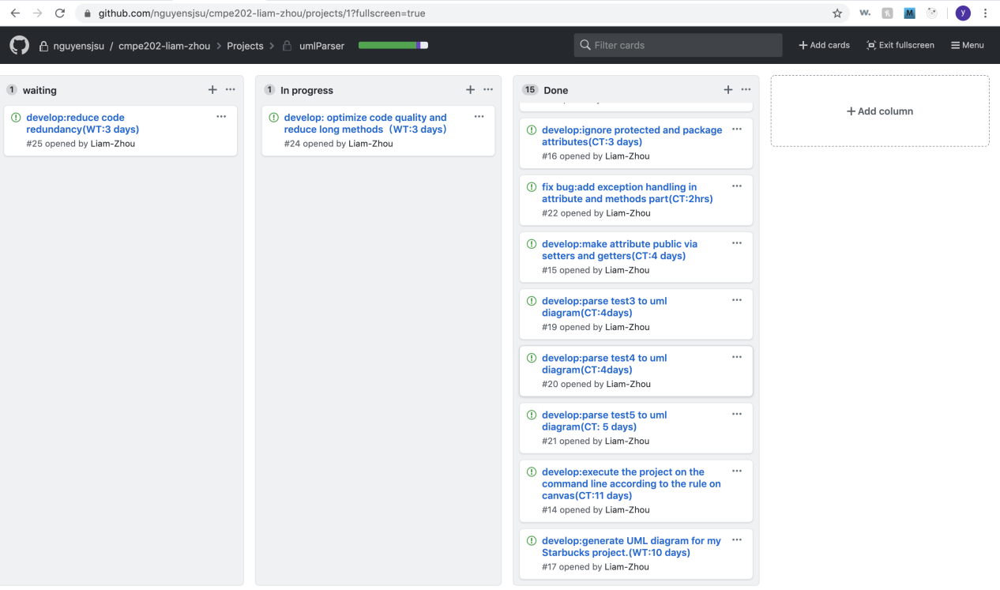 github.com/nguyensjsu/cmpe202-liam-zhou/projects/1?fullscreen=true
w.
M
y
nguyensjsu / cmpe202-liam-zhou > Projects > umlParser
Filter cards
+ Add cards
Exit fullscreen
Menu
1 waiting
develop:reduce code
redundancy(WT:3 days)
#25 opened by Liam-Zhou
1 In progress
develop: optimize code quality and
reduce long methods（WT:3 days）
#24 opened by Liam-Zhou
15 Done
develop:ignore protected and package
attributes(CT:3 days)
#16 opened by Liam-Zhou
fix bug:add exception handling in
attribute and methods part(CT:2hrs)
#22 opened by Liam-Zhou
develop:make attribute public via
setters and getters(CT:4 days)
#15 opened by Liam-Zhou
develop:parse test3 to uml
diagram(CT:4days)
#19 opened by Liam-Zhou
develop:parse test4 to uml
diagram(CT:4days)
#20 opened by Liam-Zhou
develop:parse test5 to uml
diagram(CT: 5 days)
#21 opened by Liam-Zhou
develop:execute the project on the
command line according to the rule on
canvas(CT:11 days)
#14 opened by Liam-Zhou
develop:generate UML diagram for my
Starbucks project.(WT:10 days)
#17 opened by Liam-Zhou
+ Add column